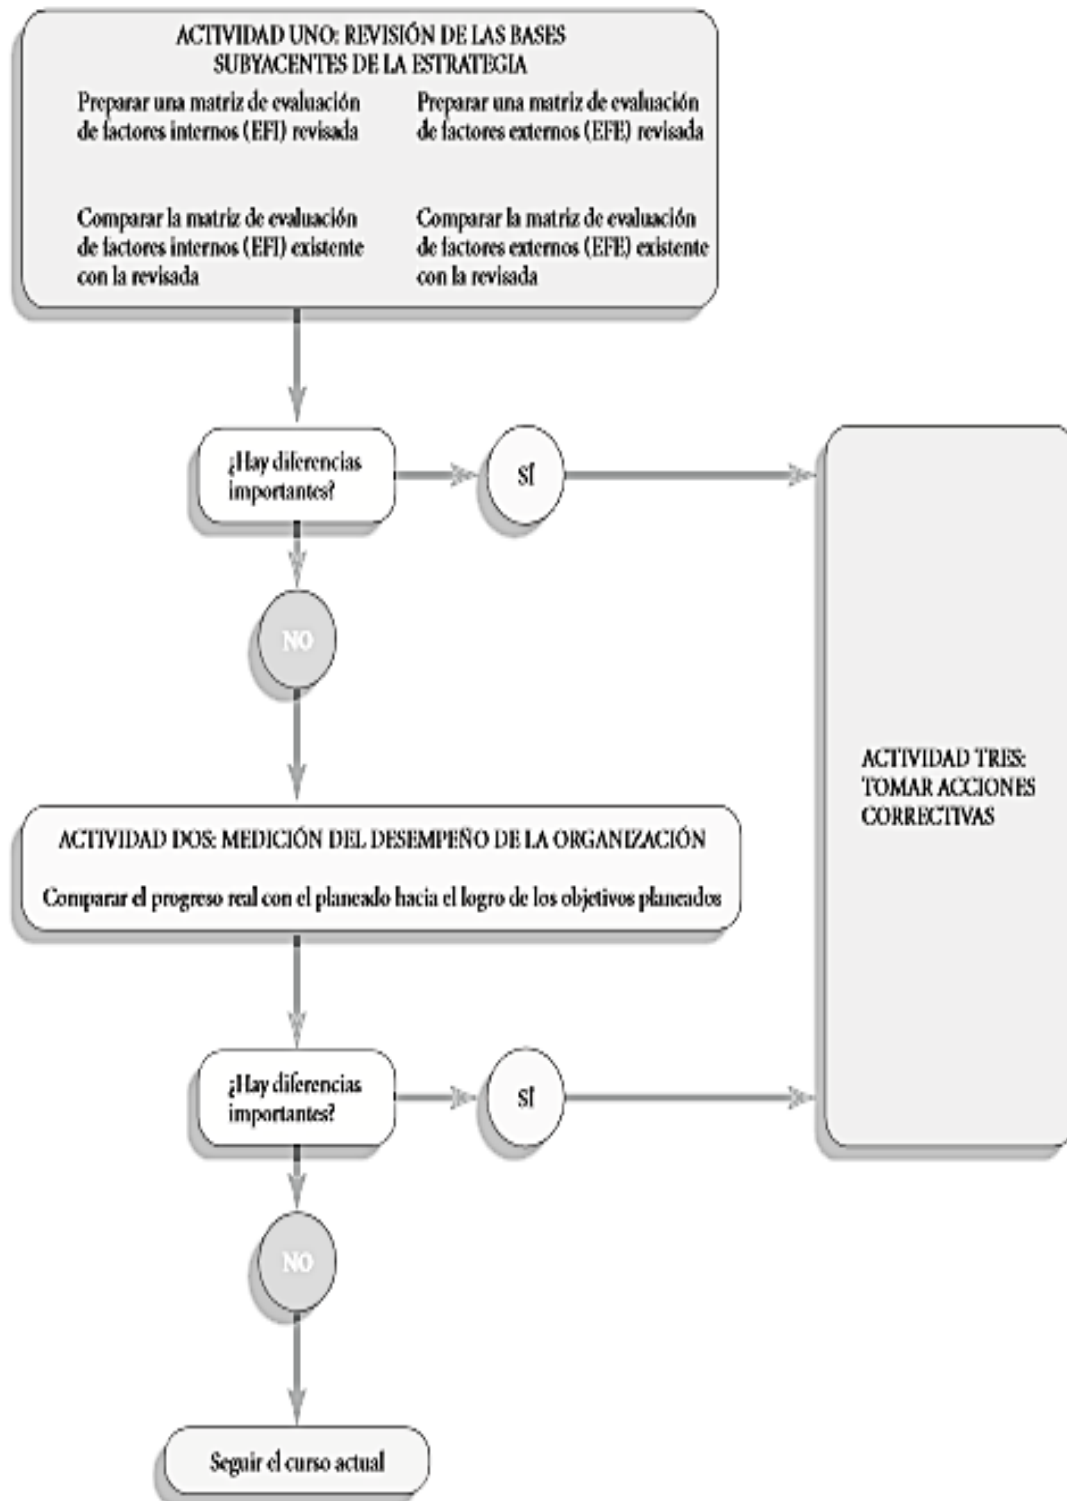 ACTIVIDAD UNO: REVISIÓN DE LAS BASES
SUBYACENTES DE LA ESTRATEGIA
Preparar una matriz de evaluación
de factores internos (EFI) revisada
Preparar una matriz de evaluación
de factores externos (EFE) revisada
Comparar la matriz de evaluación
de factores internos (EFI) existente
con la revisada
Comparar la matriz de evaluación
de factores externos (EFE) existente
con la revisada
¿Hay diferencias
importantes?
SÍ
NO
ACTIVIDAD TRES:
TOMAR ACCIONES
CORRECTIVAS
ACTIVIDAD DOS: MEDICIÓN DEL DESEMPEÑO DE LA ORGANIZACIÓN
Comparar el progreso real con el planeado hacia el logro de los objetivos planeados
¿Hay diferencias
importantes?
SÍ
NO
Seguir el curso actual